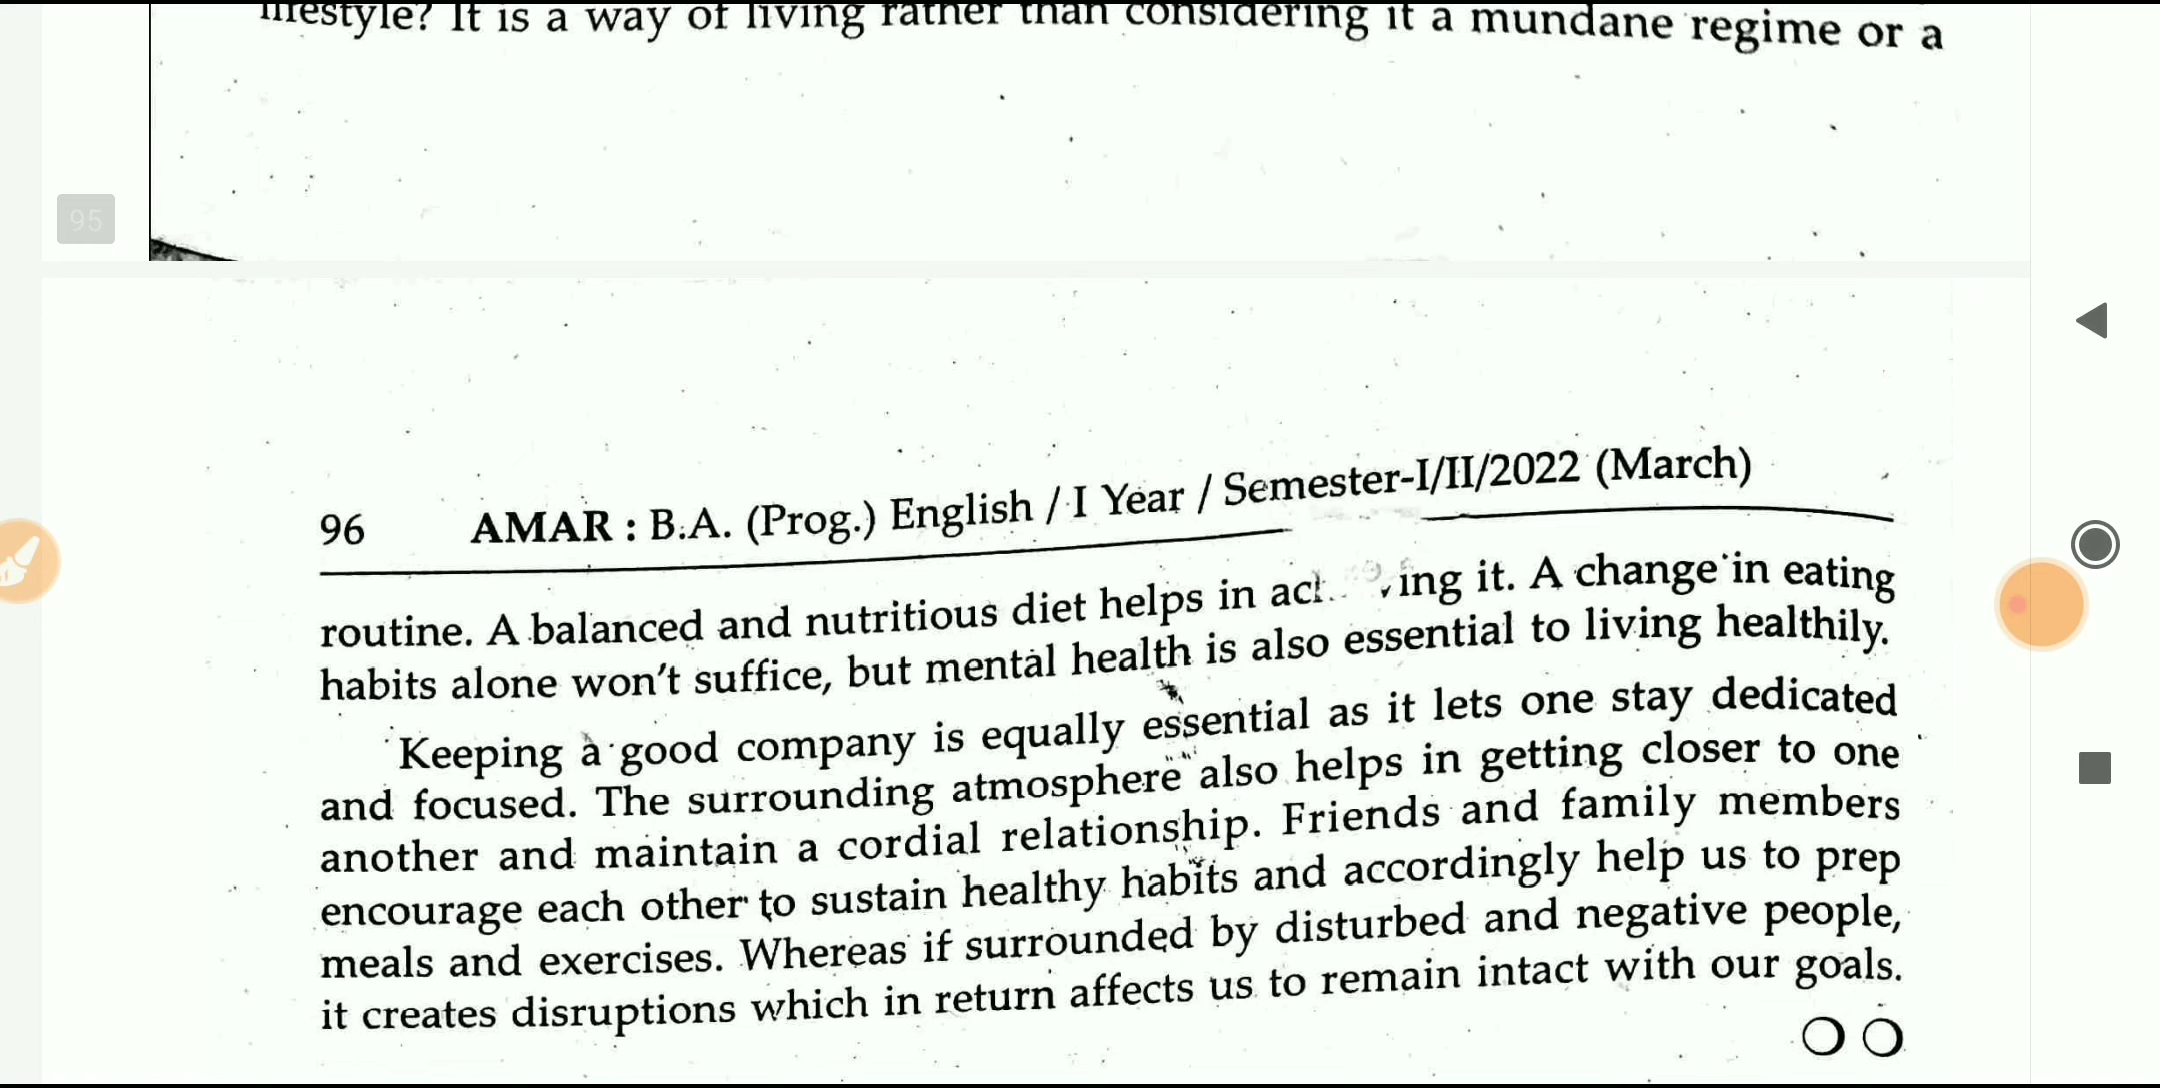 lifestyle? It is a way of living rather than considering it a mundane regime or a
95
96 AMAR : B.A. (Prog.) English / I Year / Semester-I/II/2022 (March)
routine. A balanced and nutritious diet helps in it. A change in eating
habits alone won't suffice, but mental health is also essential to living healthily.
Keeping a good company is equally essential as it lets one stay dedicated
and focused. The surrounding atmosphere also helps in getting closer to one
another and maintain a cordial relationship. Friends and family members
encourage each other to sustain healthy habits and accordingly help us to prep
meals and exercises. Whereas if surrounded by disturbed and negative people,
it creates disruptions which in return affects us to remain intact with our goals.